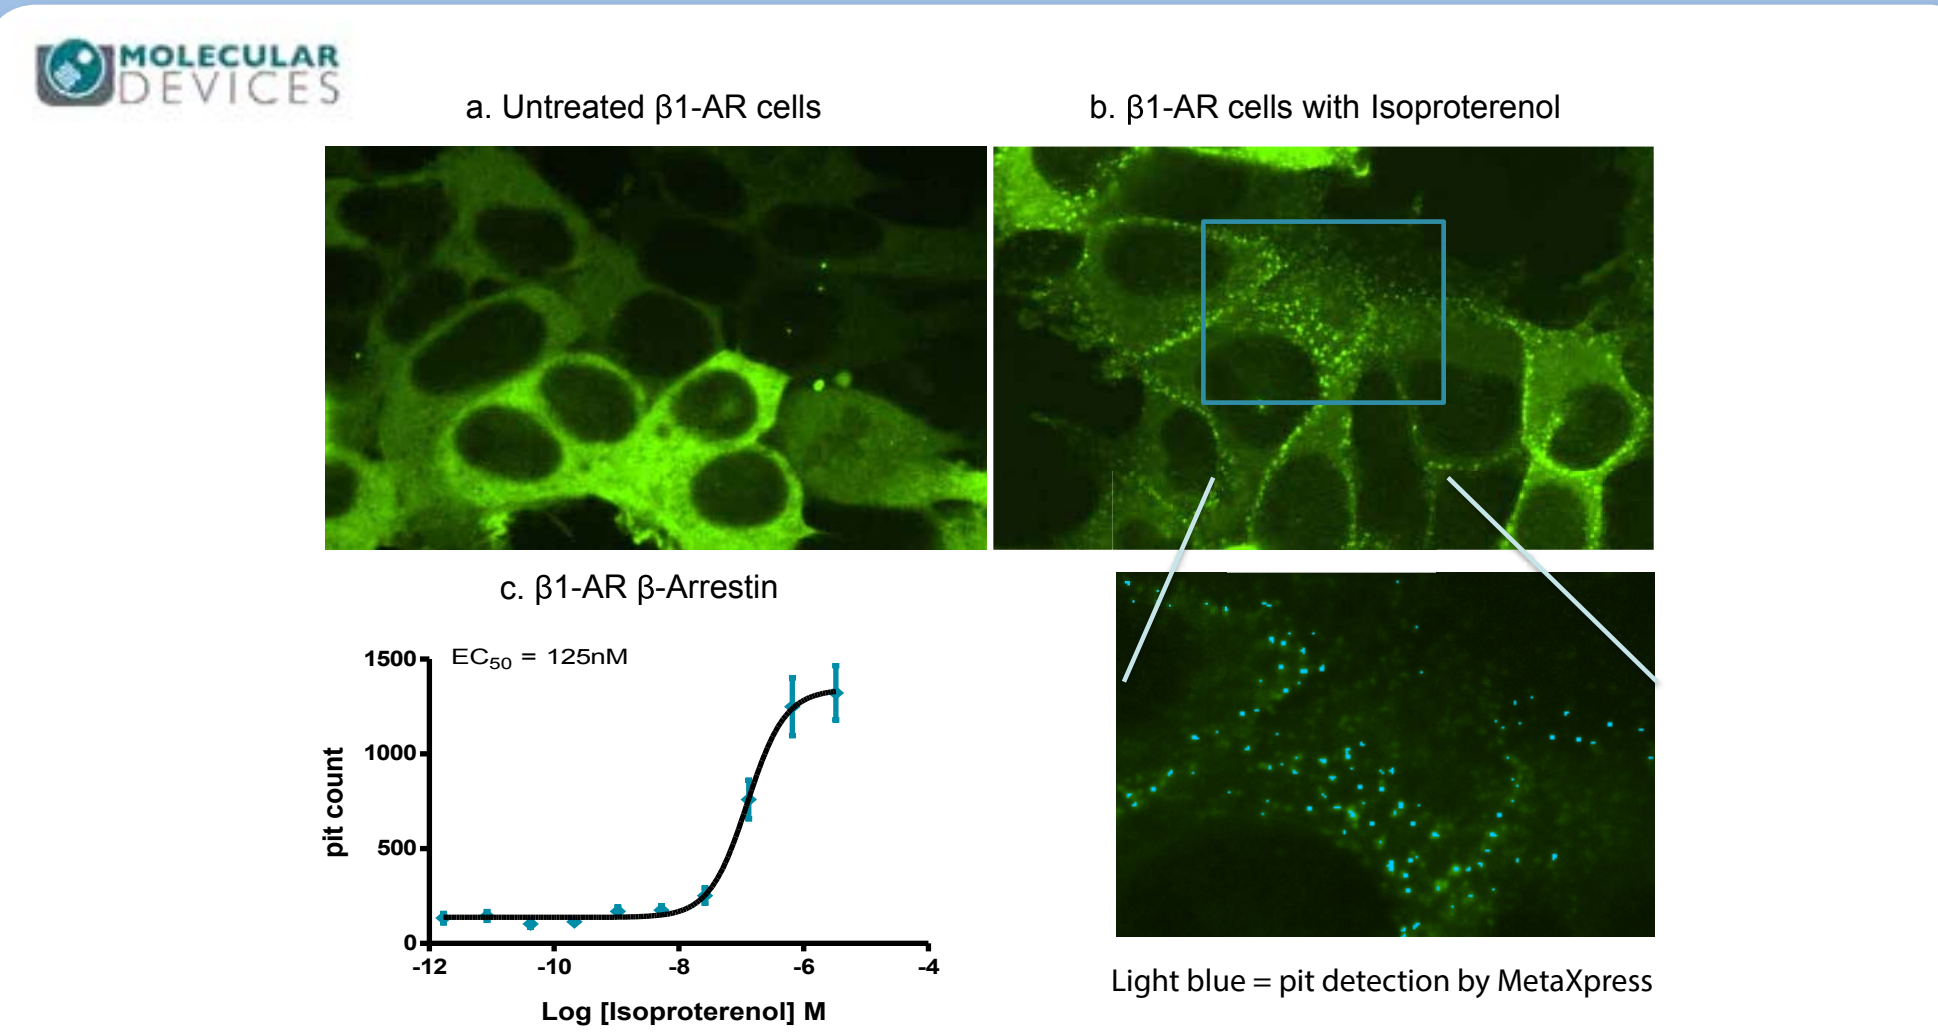 MOLECULAR
DEVICES
a. Untreated β1-AR cells
b. β1-AR cells with Isoproterenol
c. β1-AR β-Arrestin
EC50 = 125nM
1500
1000
500
0
pit count
-12 -10 -8 -6 -4
Log [Isoproterenol] M
Light blue = pit detection by MetaXpress